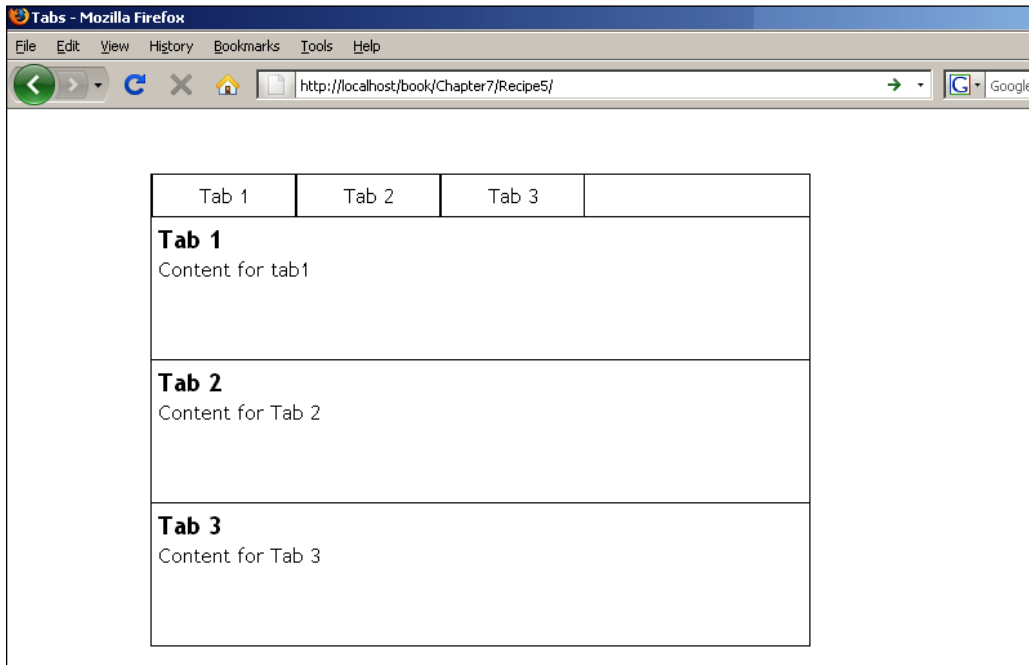 Tabs - Mozilla Firefox
File Edit View History Bookmarks Tools Help
http://localhost/book/Chapter7/Recipe5/ G Google
Tab 1 Tab 2 Tab 3
Tab 1
Content for tab1
Tab 2
Content for Tab 2
Tab 3
Content for Tab 3